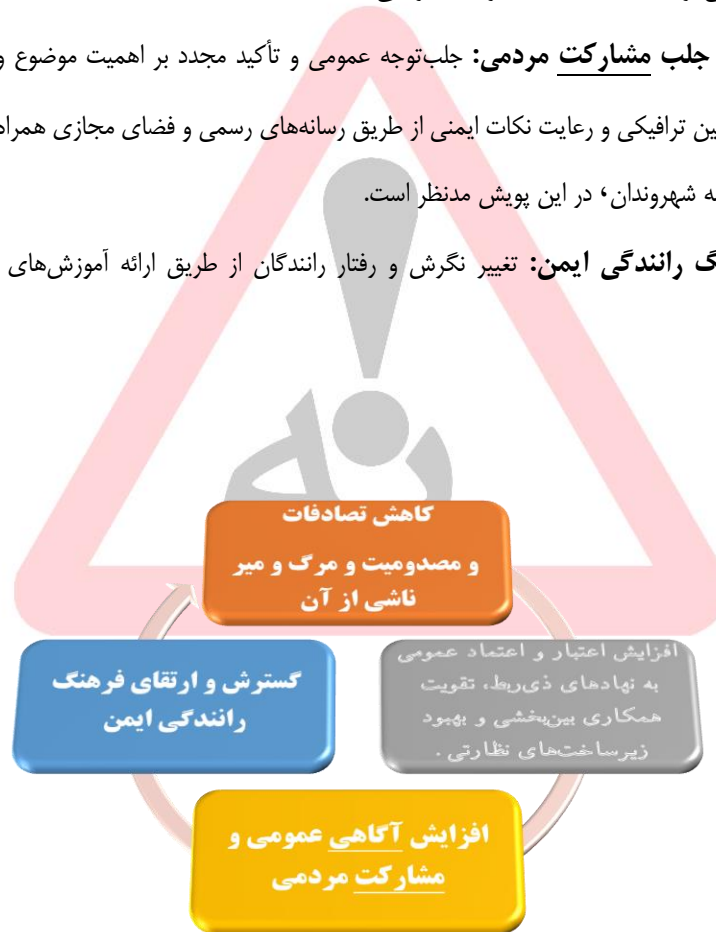 جلب مشارکت مردمی: جلب‌توجه عمومی و تأکید مجدد بر اهمیت موضوع و
ین ترافیکی و رعایت نکات ایمنی از طریق رسانه‌های رسمی و فضای مجازی همراه
ه شهروندان، در این پویش مدنظر است.
گ رانندگی ایمن: تغییر نگرش و رفتار رانندگان از طریق ارائه آموزش‌های
نه
کاهش تصادفات
و مصدومیت و مرگ و میر
ناشی از آن
افزایش اعتبار و اعتماد عمومی
به نهادهای ذی‌ربط، تقویت
همکاری بین‌بخشی و بهبود
زیرساخت‌های نظارتی .
گسترش و ارتقای فرهنگ
رانندگی ایمن
افزایش آگاهی عمومی و
مشارکت مردمی